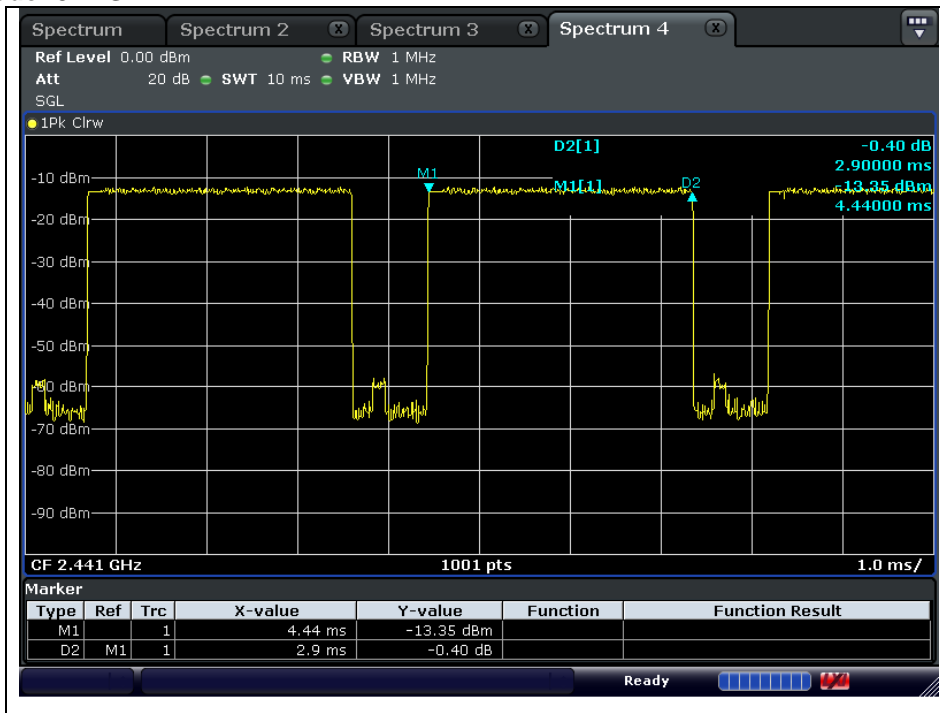 Spectrum Spectrum 2 Spectrum 3 Spectrum 4
Ref Level 0.00 dBm RBW 1 MHz
Att 20 dB SWT 10 ms VBW 1 MHz
SGL
1Pk Clrw
D2[1] -0.40 dB
2.90000 ms
M1[1] -13.35 dBm
4.44000 ms
M1
D2
-10 dBm
-20 dBm
-30 dBm
-40 dBm
-50 dBm
-60 dBm
-70 dBm
-80 dBm
-90 dBm
CF 2.441 GHz 1001 pts 1.0 ms/
Marker
Type Ref Trc X-value Y-value Function Function Result
M1 1 4.44 ms -13.35 dBm
D2 M1 1 2.9 ms -0.40 dB
Ready